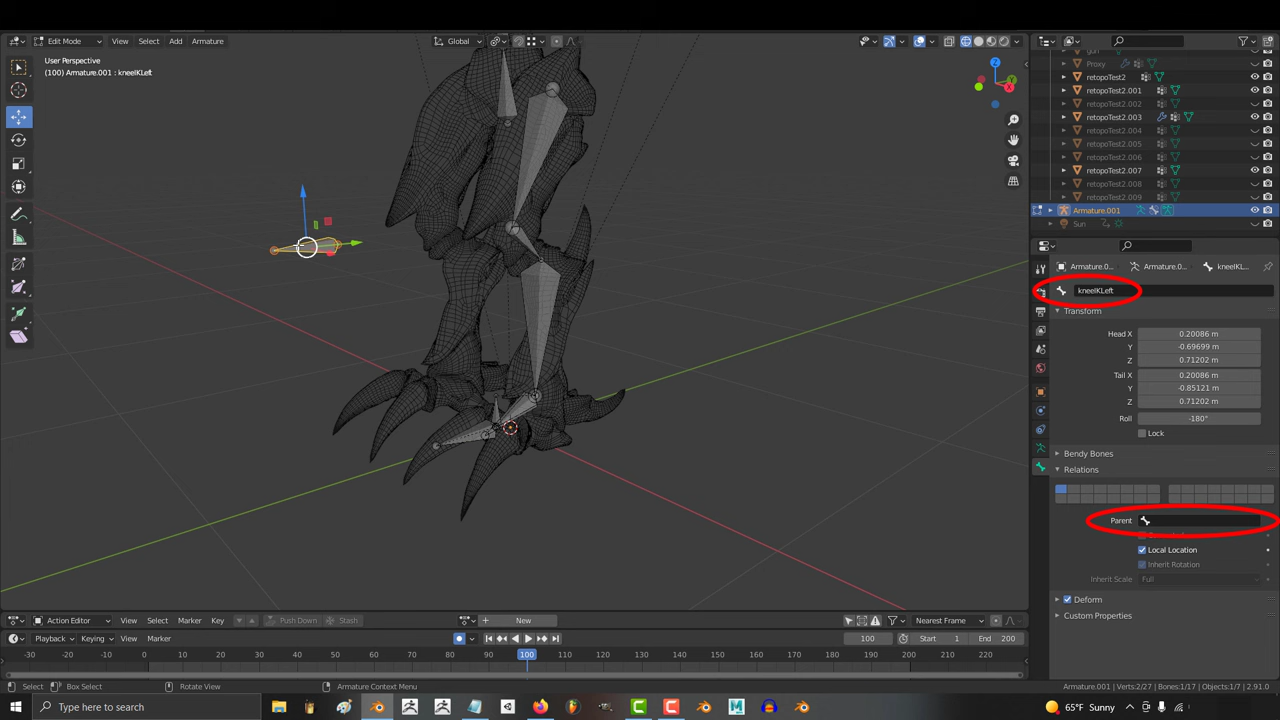 Edit Mode View Select Add Armature Global
User Perspective
(100) Armature.001 : kneeIKLeft
Z
Y
X
Proxy
retopoTest2
retopoTest2.001
retopoTest2.002
retopoTest2.003
retopoTest2.004
retopoTest2.005
retopoTest2.006
retopoTest2.007
retopoTest2.008
retopoTest2.009
Armature.001
Sun
Armature.0... Armature.0... kneeIKL...
kneeIKLeft
Transform
Head X 0.20086 m
Y -0.69699 m
Z 0.71202 m
Tail X 0.20086 m
Y -0.85121 m
Z 0.71202 m
Roll -180°
Lock
Bendy Bones
Relations
Parent
Local Location
Inherit Rotation
Inherit Scale Full
Deform
Custom Properties
Action Editor View Select Marker Key Push Down Stash New Nearest Frame
Playback Keying View Marker 100 Start 1 End 200
-30 -20 -10 0 10 20 30 40 50 60 70 80 90 100 110 120 130 140 150 160 170 180 190 200 210 220
Select Box Select Rotate View Armature Context Menu Armature.001 | Verts:2/27 | Bones:1/17 | Objects:1/7 | 2.91.0
Type here to search 65°F Sunny